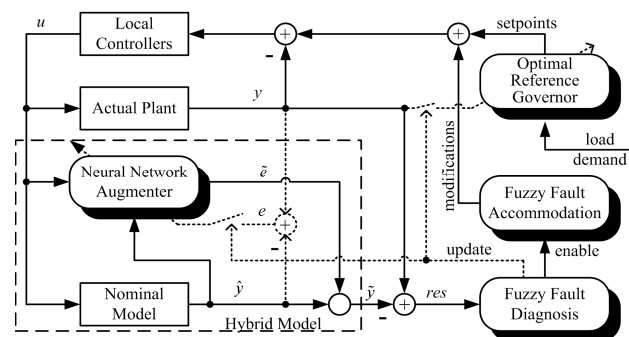 u
Local
Controllers
+
-
+
setpoints
Optimal
Reference
Governor
Actual Plant
y
load
demand
modifications
Neural Network
Augmenter
ẽ
e
+
-
Fuzzy Fault
Accommodation
update
enable
Nominal
Model
ŷ
ỹ
+
-
res
Fuzzy Fault
Diagnosis
Hybrid Model